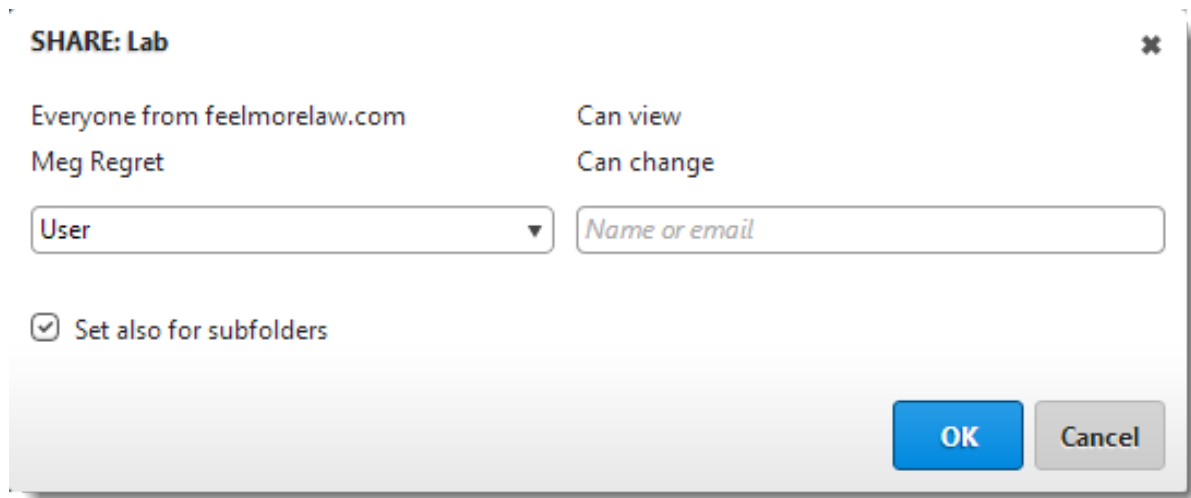 SHARE: Lab
Everyone from feelmorelaw.com Can view
Meg Regret Can change
User Name or email
Set also for subfolders
OK Cancel